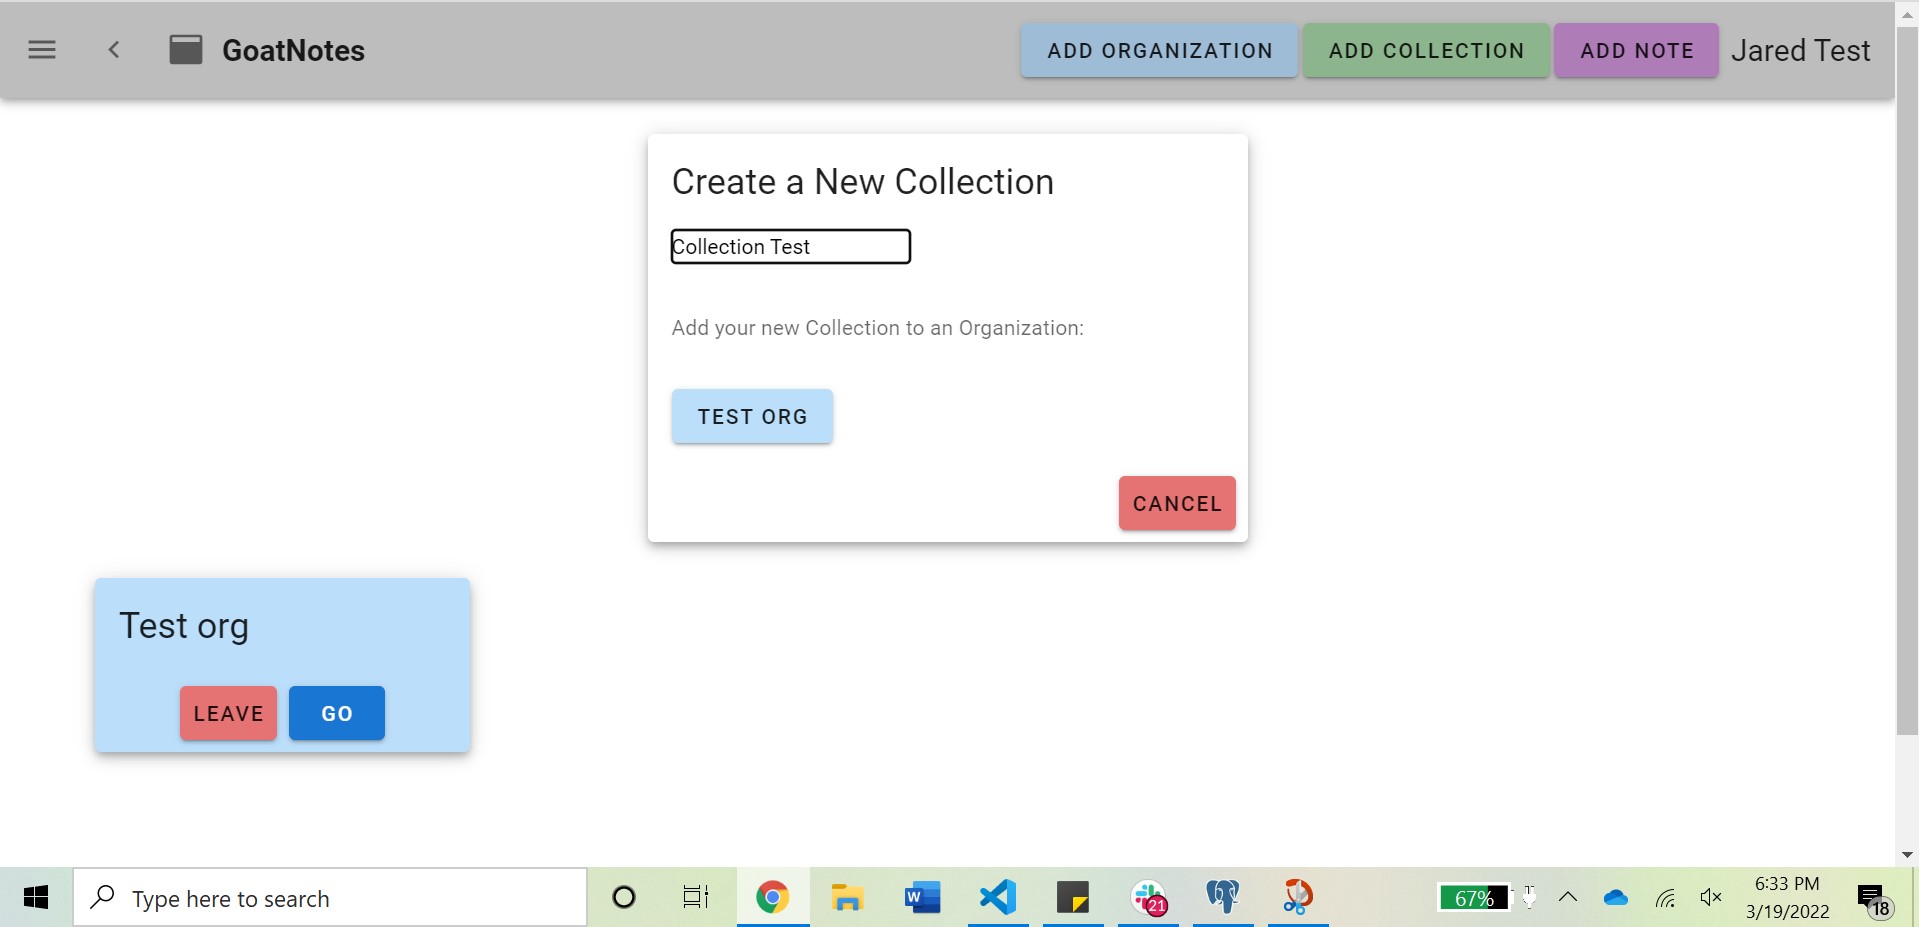 GoatNotes
ADD ORGANIZATION
ADD COLLECTION
ADD NOTE
Jared Test
Create a New Collection
Collection Test
Add your new Collection to an Organization:
TEST ORG
CANCEL
Test org
LEAVE
GO
Type here to search
W
21
67%
6:33 PM
3/19/2022
18